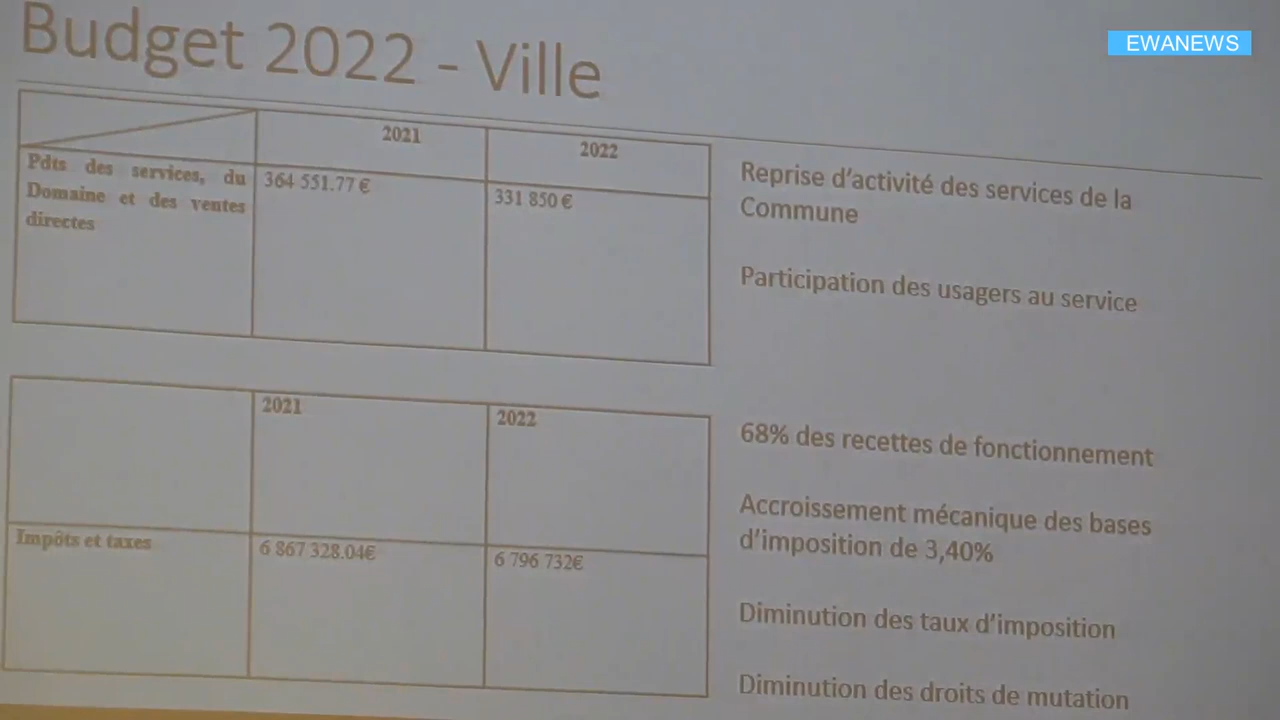 Budget 2022 - Ville
EWANEWS
2021
2022
Pdts des services, du
Domaine et des ventes
directes
364 551.77 €
331 850 €
Reprise d'activité des services de la
Commune
Participation des usagers au service
2021
2022
Impôts et taxes
6 867 328.04€
6 796 732€
68% des recettes de fonctionnement
Accroissement mécanique des bases
d'imposition de 3,40%
Diminution des taux d'imposition
Diminution des droits de mutation